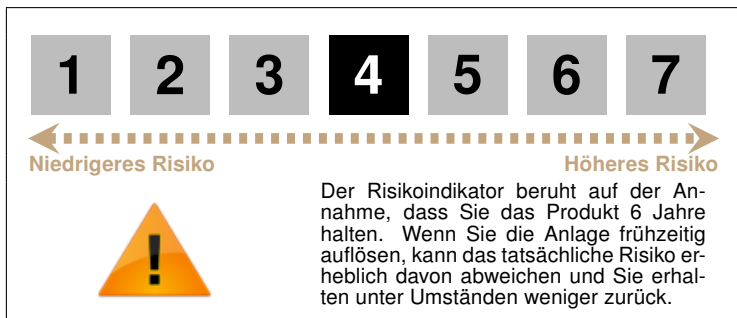 1 2 3 4 5 6 7
Niedrigeres Risiko Höheres Risiko
Der Risikoindikator beruht auf der An-
nahme, dass Sie das Produkt 6 Jahre
halten. Wenn Sie die Anlage frühzeitig
auflösen, kann das tatsächliche Risiko er-
heblich davon abweichen und Sie erhal-
ten unter Umständen weniger zurück.
!